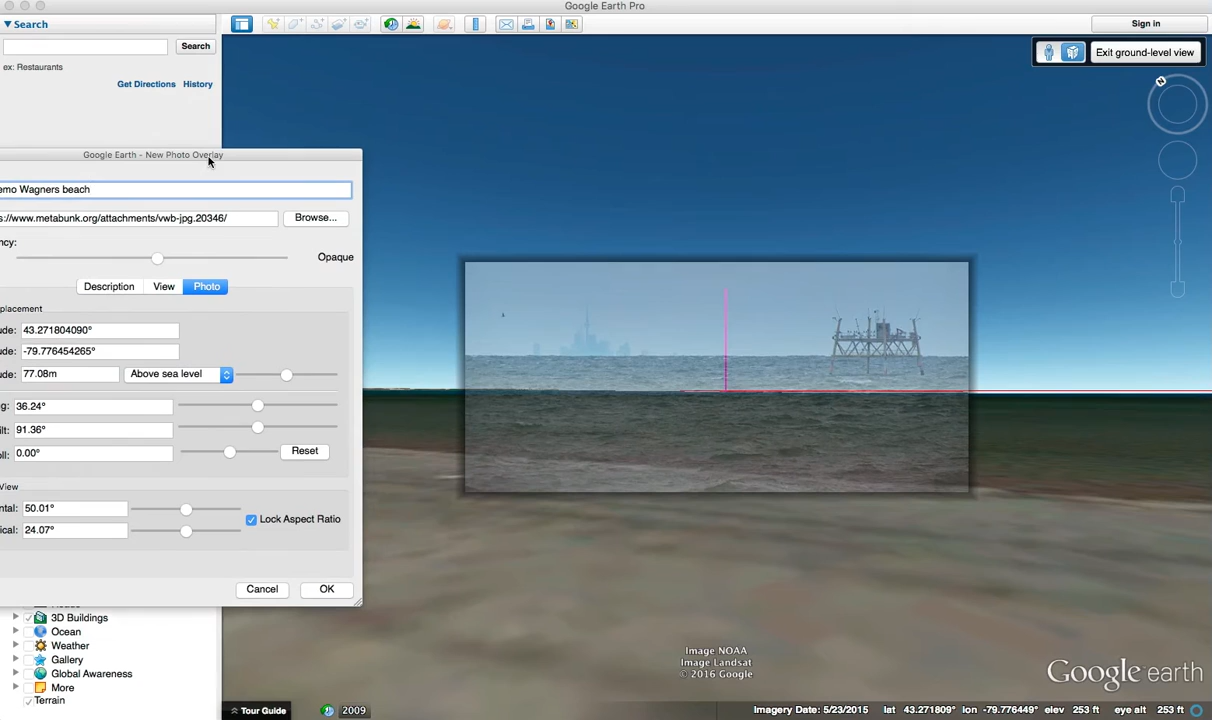 Google Earth Pro
Search
Sign in
Search
ex: Restaurants
Get Directions History
Exit ground-level view
Google Earth - New Photo Overlay
emo Wagners beach
s://www.metabunk.org/attachments/vwb-jpg.20346/ Browse...
ncy:
Opaque
Description View Photo
placement
ude: 43.271804090°
ude: -79.776454265°
ude: 77.08m Above sea level
g: 36.24°
ilt: 91.36°
oll: 0.00° Reset
View
ntal: 50.01°
Lock Aspect Ratio
ical: 24.07°
Cancel OK
3D Buildings
Ocean
Weather
Gallery
Global Awareness
More
Terrain
Image NOAA
Image Landsat
© 2016 Google
Google earth
Tour Guide 2009 Imagery Date: 5/23/2015 lat 43.271809° lon -79.776449° elev 253 ft eye alt 253 ft